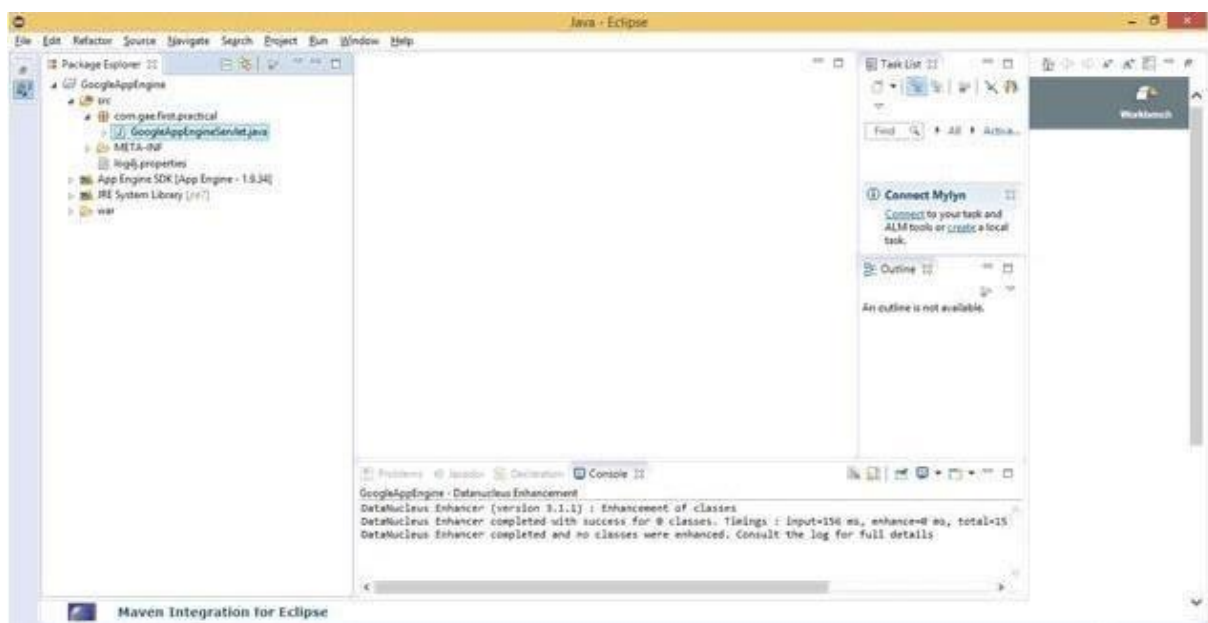 Java - Eclipse
File Edit Refactor Source Navigate Search Project Run Window Help
Package Explorer
GoogleAppEngine
src
com.gae.first.practical
GoogleAppEngineServlet.java
META-INF
log4j.properties
App Engine SDK [App Engine - 1.9.34]
JRE System Library [jre7]
war
Task List
Find All Activa...
Connect Mylyn
Connect to your task and
ALM tools or create a local
task.
Outline
An outline is not available.
Workbench
Problems Javadoc Declaration Console
GoogleAppEngine - Datanucleus Enhancement
DataNucleus Enhancer (version 3.1.1) : Enhancement of classes
DataNucleus Enhancer completed with success for 0 classes. Timings : input=156 ms, enhance=0 ms, total=15
DataNucleus Enhancer completed and no classes were enhanced. Consult the log for full details
Maven Integration for Eclipse